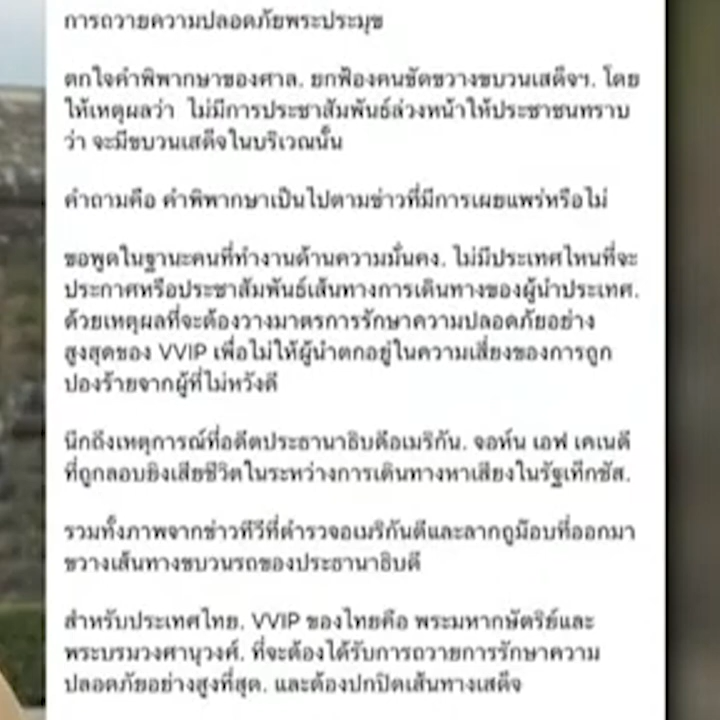 การถวายความปลอดภัยพระประมุข
ตกใจคำพิพากษาของศาล. ยกฟ้องคนขัดขวางขบวนเสด็จฯ. โดย
ให้เหตุผลว่า ไม่มีการประชาสัมพันธ์ล่วงหน้าให้ประชาชนทราบ
ว่า จะมีขบวนเสด็จในบริเวณนั้น
คำถามคือ คำพิพากษาเป็นไปตามข่าวที่มีการเผยแพร่หรือไม่
ขอพูดในฐานะคนที่ทำงานด้านความมั่นคง. ไม่มีประเทศไหนที่จะ
ประกาศหรือประชาสัมพันธ์เส้นทางการเดินทางของผู้นำประเทศ.
ด้วยเหตุผลที่จะต้องวางมาตรการรักษาความปลอดภัยอย่าง
สูงสุดของ VVIP เพื่อไม่ให้ผู้นำตกอยู่ในความเสี่ยงของการถูก
ปองร้ายจากผู้ที่ไม่หวังดี
นึกถึงเหตุการณ์ที่อดีตประธานาธิบดีอเมริกัน. จอห์น เอฟ เคเนดี
ที่ถูกลอบยิงเสียชีวิตในระหว่างการเดินทางหาเสียงในรัฐเท็กซัส.
รวมทั้งภาพจากข่าวทีวีที่ตำรวจอเมริกันตีและลากถูม๊อบที่ออกมา
ขวางเส้นทางขบวนรถของประธานาธิบดี
สำหรับประเทศไทย. VVIP ของไทยคือ พระมหากษัตริย์และ
พระบรมวงศานุวงศ์. ที่จะต้องได้รับการถวายการรักษาความ
ปลอดภัยอย่างสูงที่สุด. และต้องปกปิดเส้นทางเสด็จ